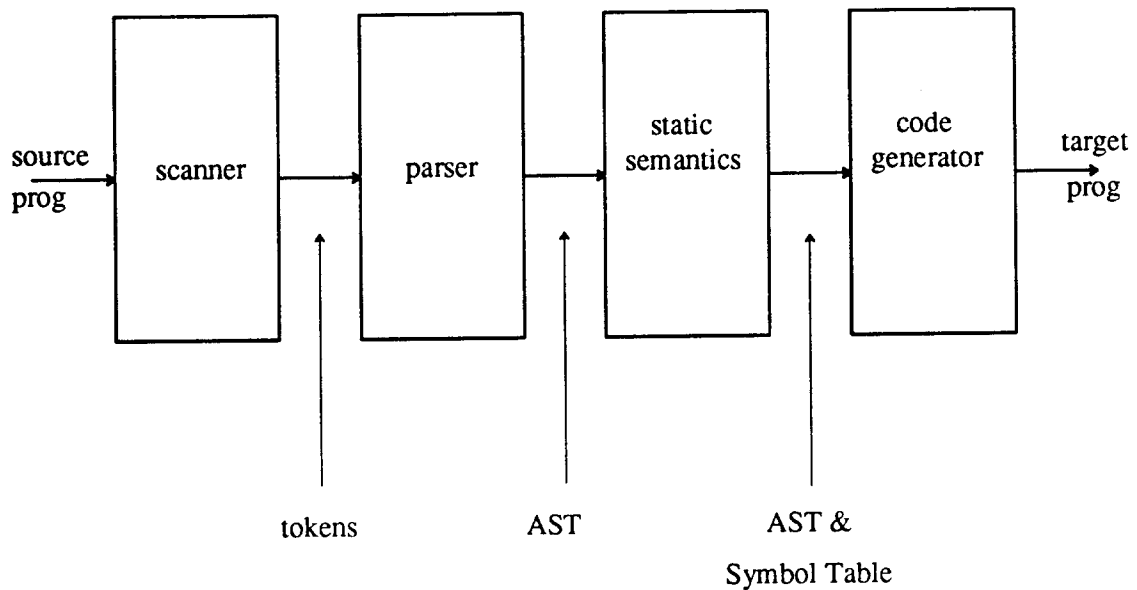 source
prog
scanner
parser
static
semantics
code
generator
target
prog
tokens
AST
AST &
Symbol Table